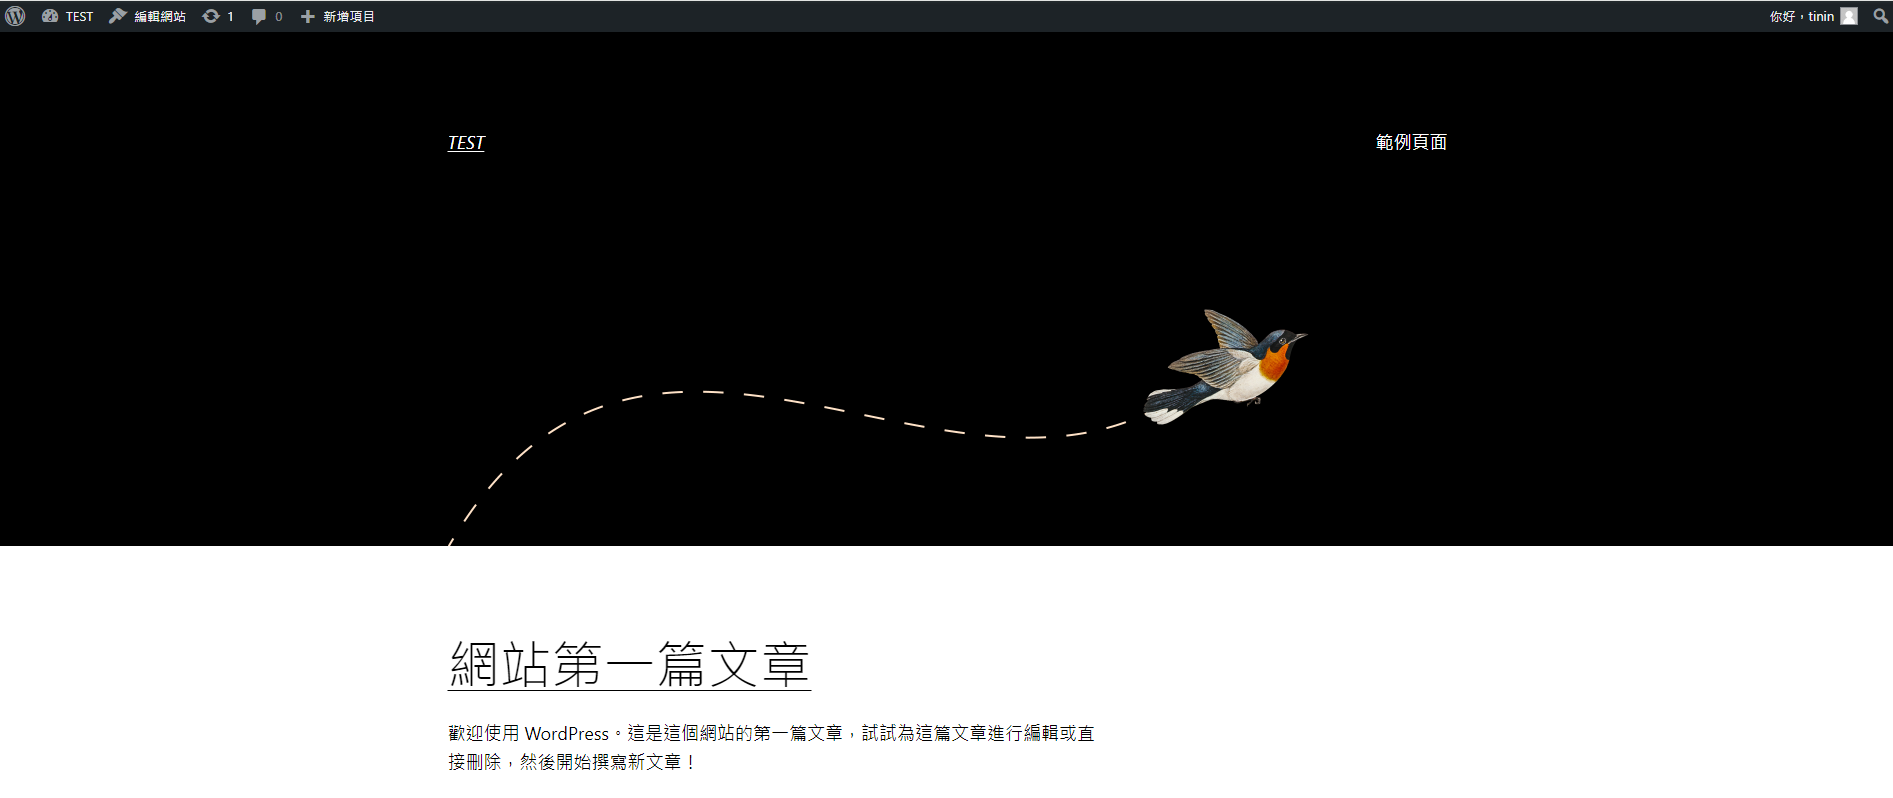 TEST 編輯網站 1 0 新增項目 你好，tinin
TEST 範例頁面
網站第一篇文章
歡迎使用 WordPress。這是這個網站的第一篇文章，試試為這篇文章進行編輯或直
接刪除，然後開始撰寫新文章！